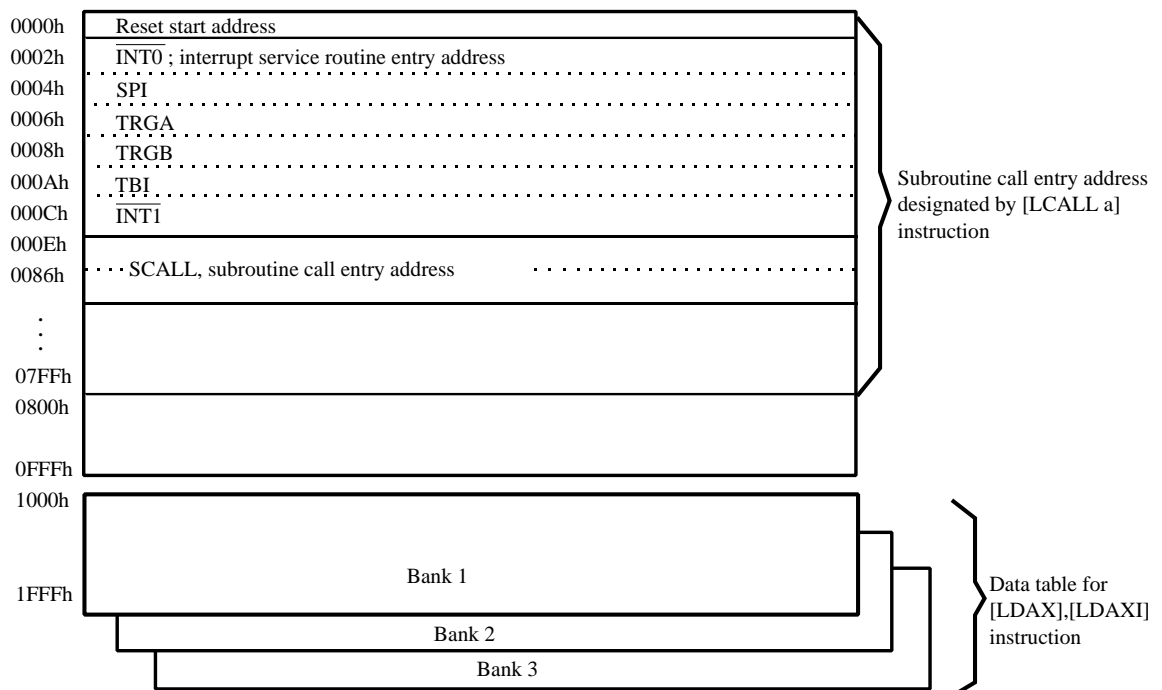 0000h Reset start address
0002h INT0 ; interrupt service routine entry address
0004h SPI
0006h TRGA
0008h TRGB
000Ah TBI
000Ch INT1
000Eh
0086h SCALL, subroutine call entry address
07FFh
0800h
0FFFh
Subroutine call entry address
designated by [LCALL a]
instruction
1000h
Bank 1
1FFFh
Bank 2
Bank 3
Data table for
[LDAX],[LDAXI]
instruction